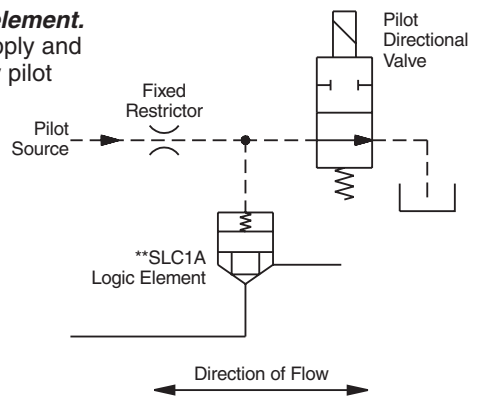 element.
pply and
pilot
Pilot
Directional
Valve
Fixed
Restrictor
Pilot
Source
**SLC1A
Logic Element
Direction of Flow